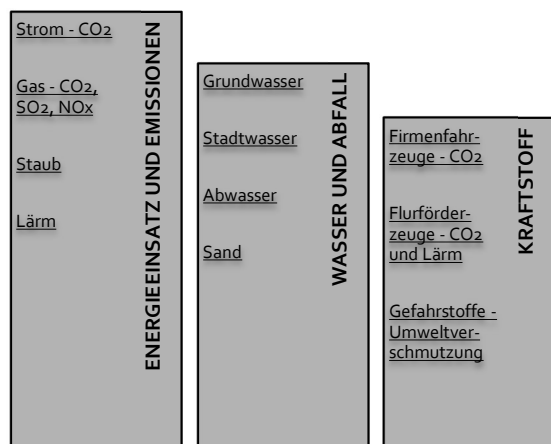 Strom - CO2
Gas - CO2,
SO2, NOx
Staub
Lärm
ENERGIEEINSATZ UND EMISSIONEN
Grundwasser
Stadtwasser
Abwasser
Sand
WASSER UND ABFALL
Firmenfahr-
zeuge - CO2
Flurförder-
zeuge - CO2
und Lärm
Gefahrstoffe -
Umweltver-
schmutzung
KRAFTSTOFF